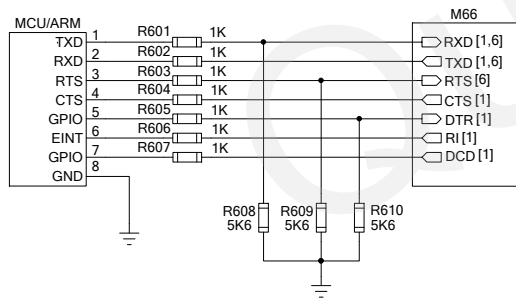 MCU/ARM
M66
TXD 1 R601 1K RXD [1,6]
RXD 2 R602 1K TXD [1,6]
RTS 3 R603 1K RTS [6]
CTS 4 R604 1K CTS [1]
GPIO 5 R605 1K DTR [1]
EINT 6 R606 1K RI [1]
GPIO 7 R607 1K DCD [1]
GND 8
R608 R609 R610
5K6 5K6 5K6